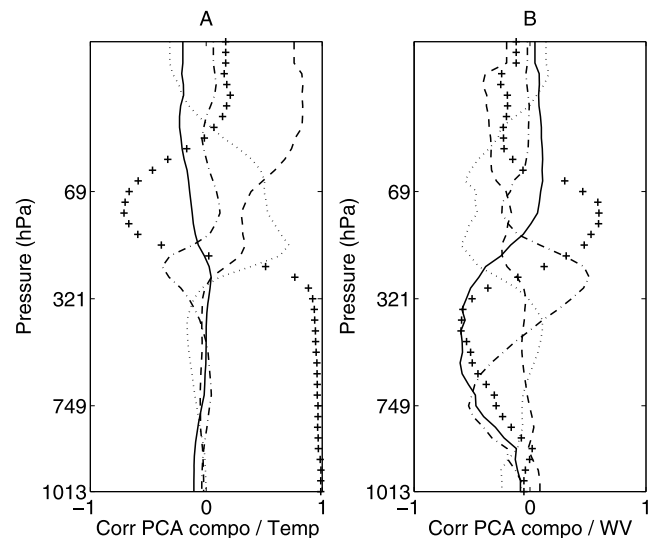 A
B
Pressure (hPa)
69
321
749
1013
−1
0
1
Corr PCA compo / Temp
Pressure (hPa)
69
321
749
1013
−1
0
1
Corr PCA compo / WV